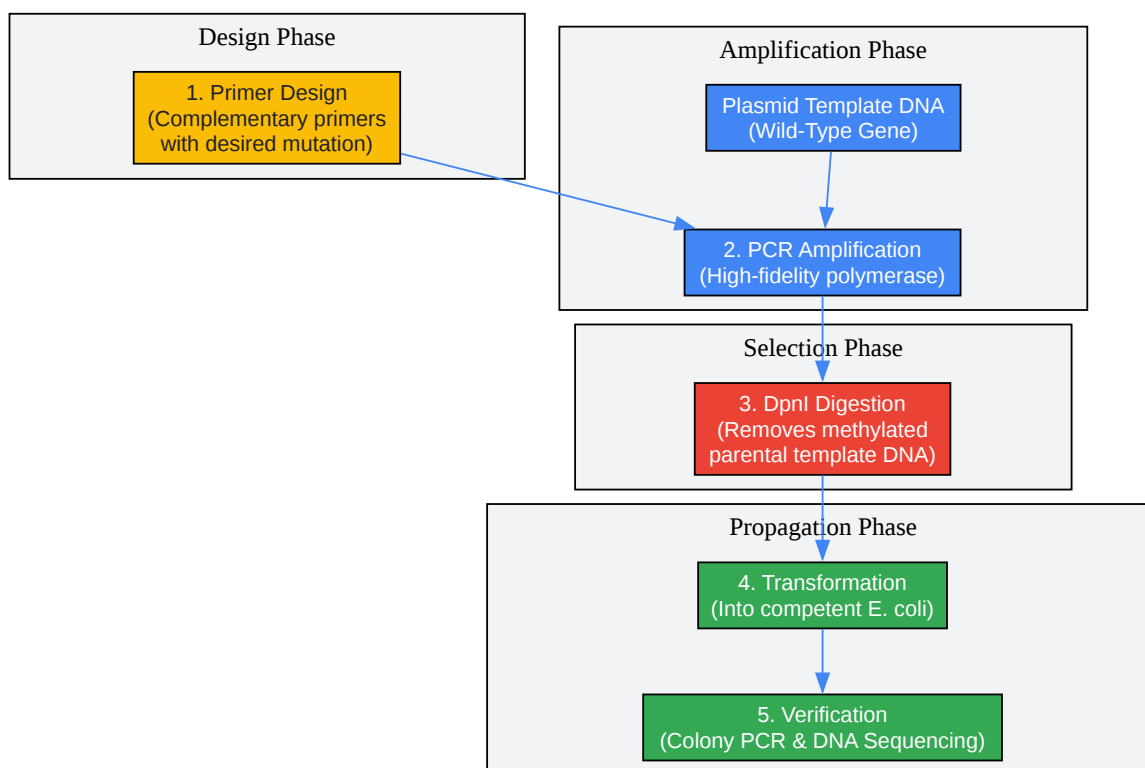 Design Phase
1. Primer Design
(Complementary primers
with desired mutation)
Amplification Phase
Plasmid Template DNA
(Wild-Type Gene)
2. PCR Amplification
(High-fidelity polymerase)
Selection Phase
3. DpnI Digestion
(Removes methylated
parental template DNA)
Propagation Phase
4. Transformation
(Into competent E. coli)
5. Verification
(Colony PCR & DNA Sequencing)